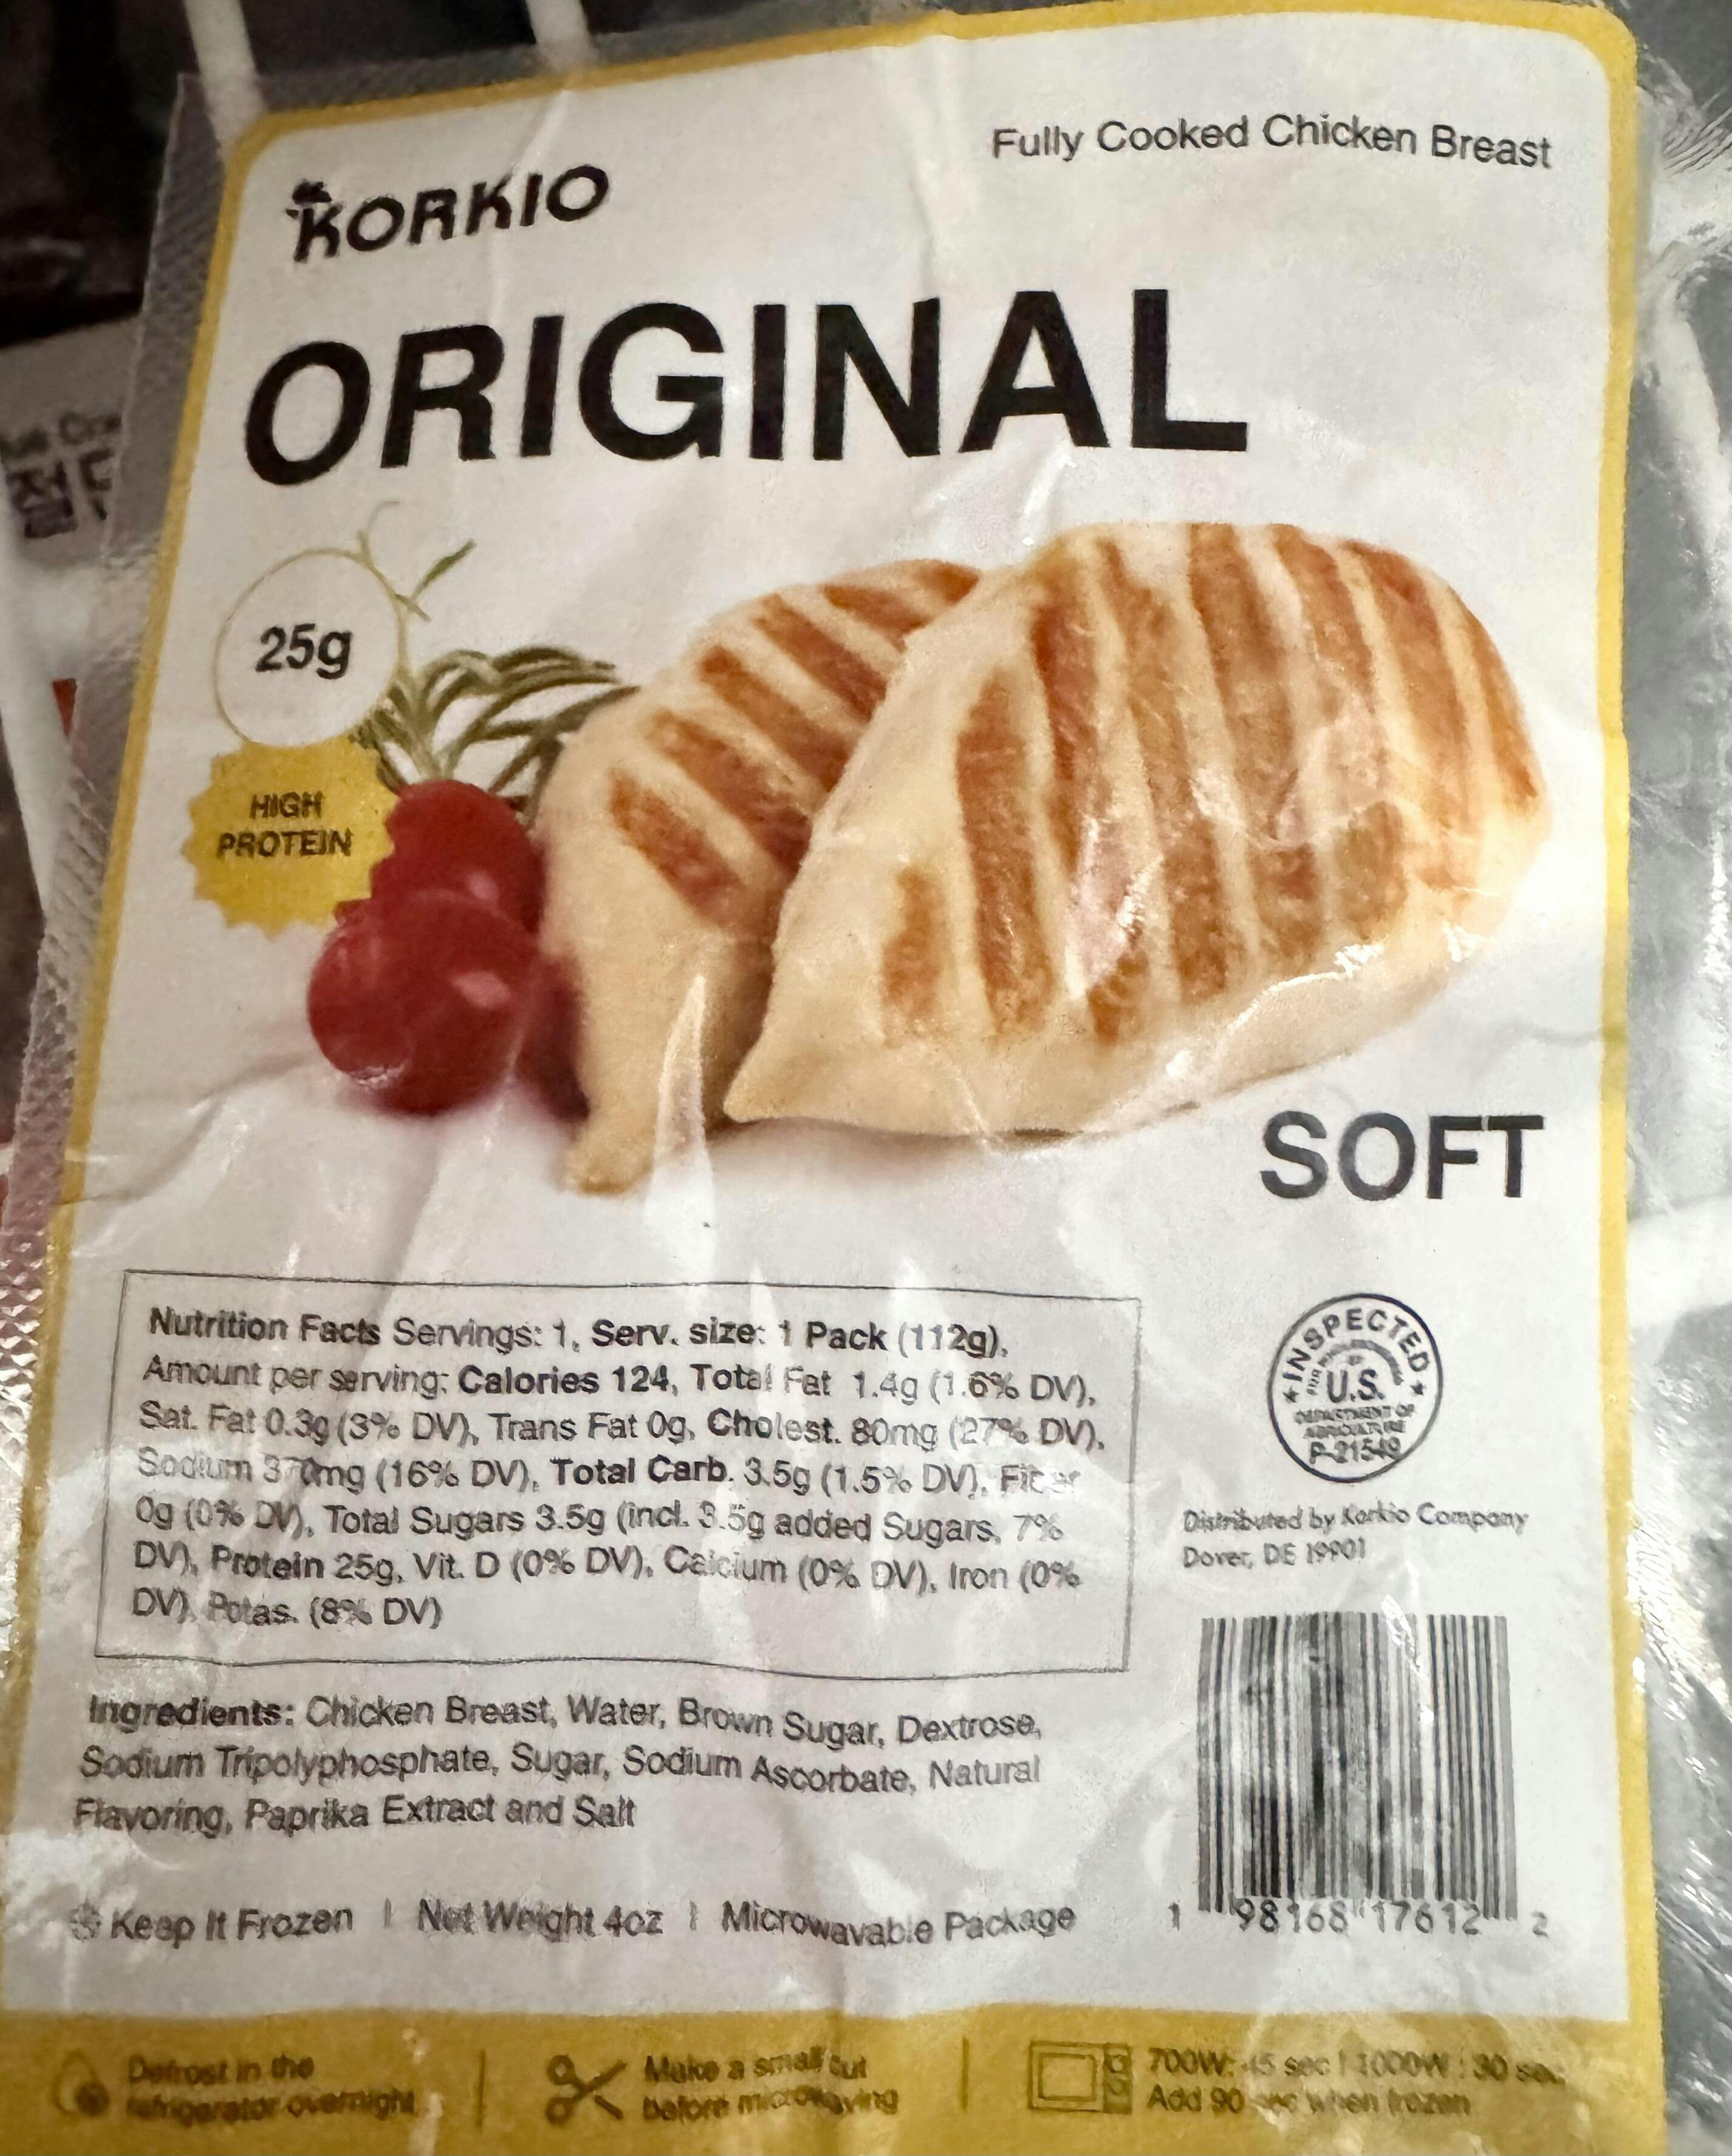 Fully Cooked Chicken Breast
KORKIO
ORIGINAL
25g
HIGH
PROTEIN
SOFT
Nutrition Facts Servings: 1, Serv. size: 1 Pack (112g),
Amount per serving: Calories 124, Total Fat 1.4g (1.6% DV),
Sat. Fat 0.3g (3% DV), Trans Fat 0g, Cholest. 80mg (27% DV),
Sodium 370mg (16% DV), Total Carb. 3.5g (1.5% DV), Fiber
0g (0% DV), Total Sugars 3.5g (incl. 3.5g added Sugars, 7%
DV), Protein 25g, Vit. D (0% DV), Calcium (0% DV), Iron (0%
DV), Potas. (8% DV)
INSPECTED
U.S.
DEPARTMENT OF
AGRICULTURE
P-21549
Distributed by Korkio Company
Dover, DE 19901
Ingredients: Chicken Breast, Water, Brown Sugar, Dextrose,
Sodium Tripolyphosphate, Sugar, Sodium Ascorbate, Natural
Flavoring, Paprika Extract and Salt
Keep It Frozen | Net Weight 4oz | Microwavable Package
1 98168 17612 2
Defrost in the
refrigerator overnight
Make a small cut
before microwaving
700W: 45 sec | 1000W: 30 sec
Add 90 sec when frozen